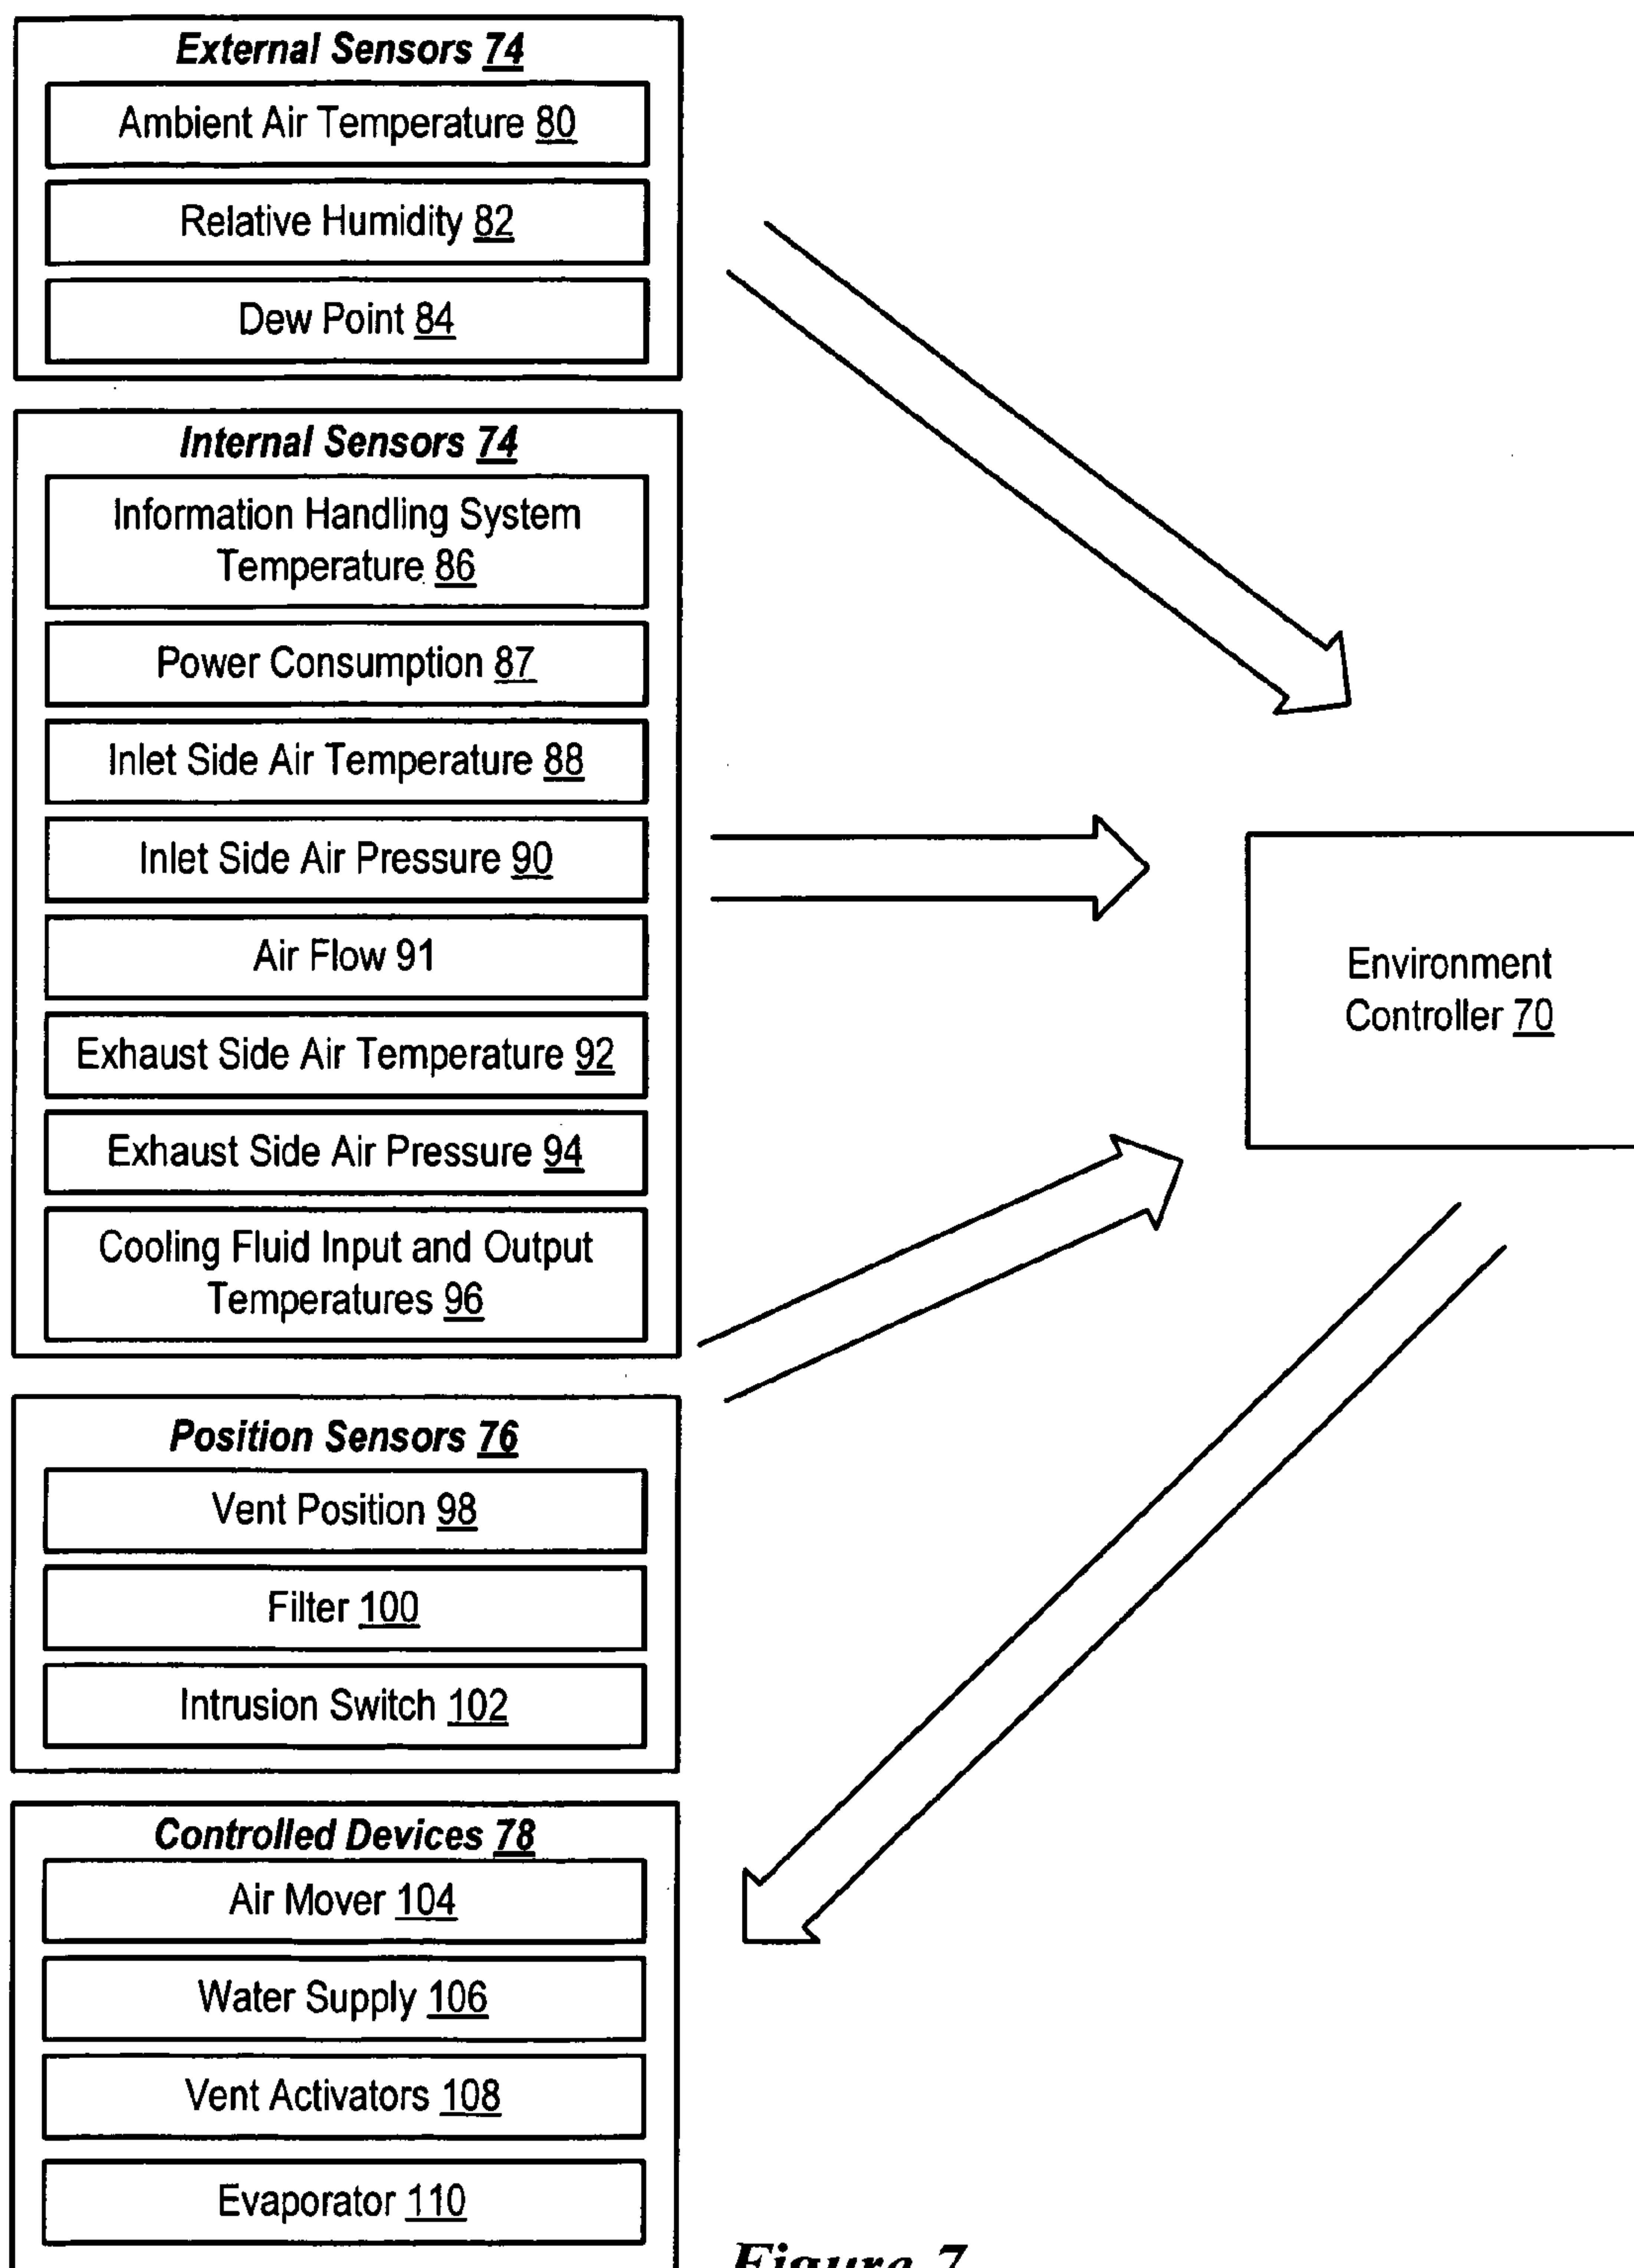 External Sensors 74
Ambient Air Temperature 80
Relative Humidity 82
Dew Point 84
Internal Sensors 74
Information Handling System
Temperature 86
Power Consumption 87
Inlet Side Air Temperature 88
Inlet Side Air Pressure 90
Air Flow 91
Exhaust Side Air Temperature 92
Exhaust Side Air Pressure 94
Cooling Fluid Input and Output
Temperatures 96
Position Sensors 76
Vent Position 98
Filter 100
Intrusion Switch 102
Controlled Devices 78
Air Mover 104
Water Supply 106
Vent Activators 108
Evaporator 110
Environment
Controller 70
Figure 7